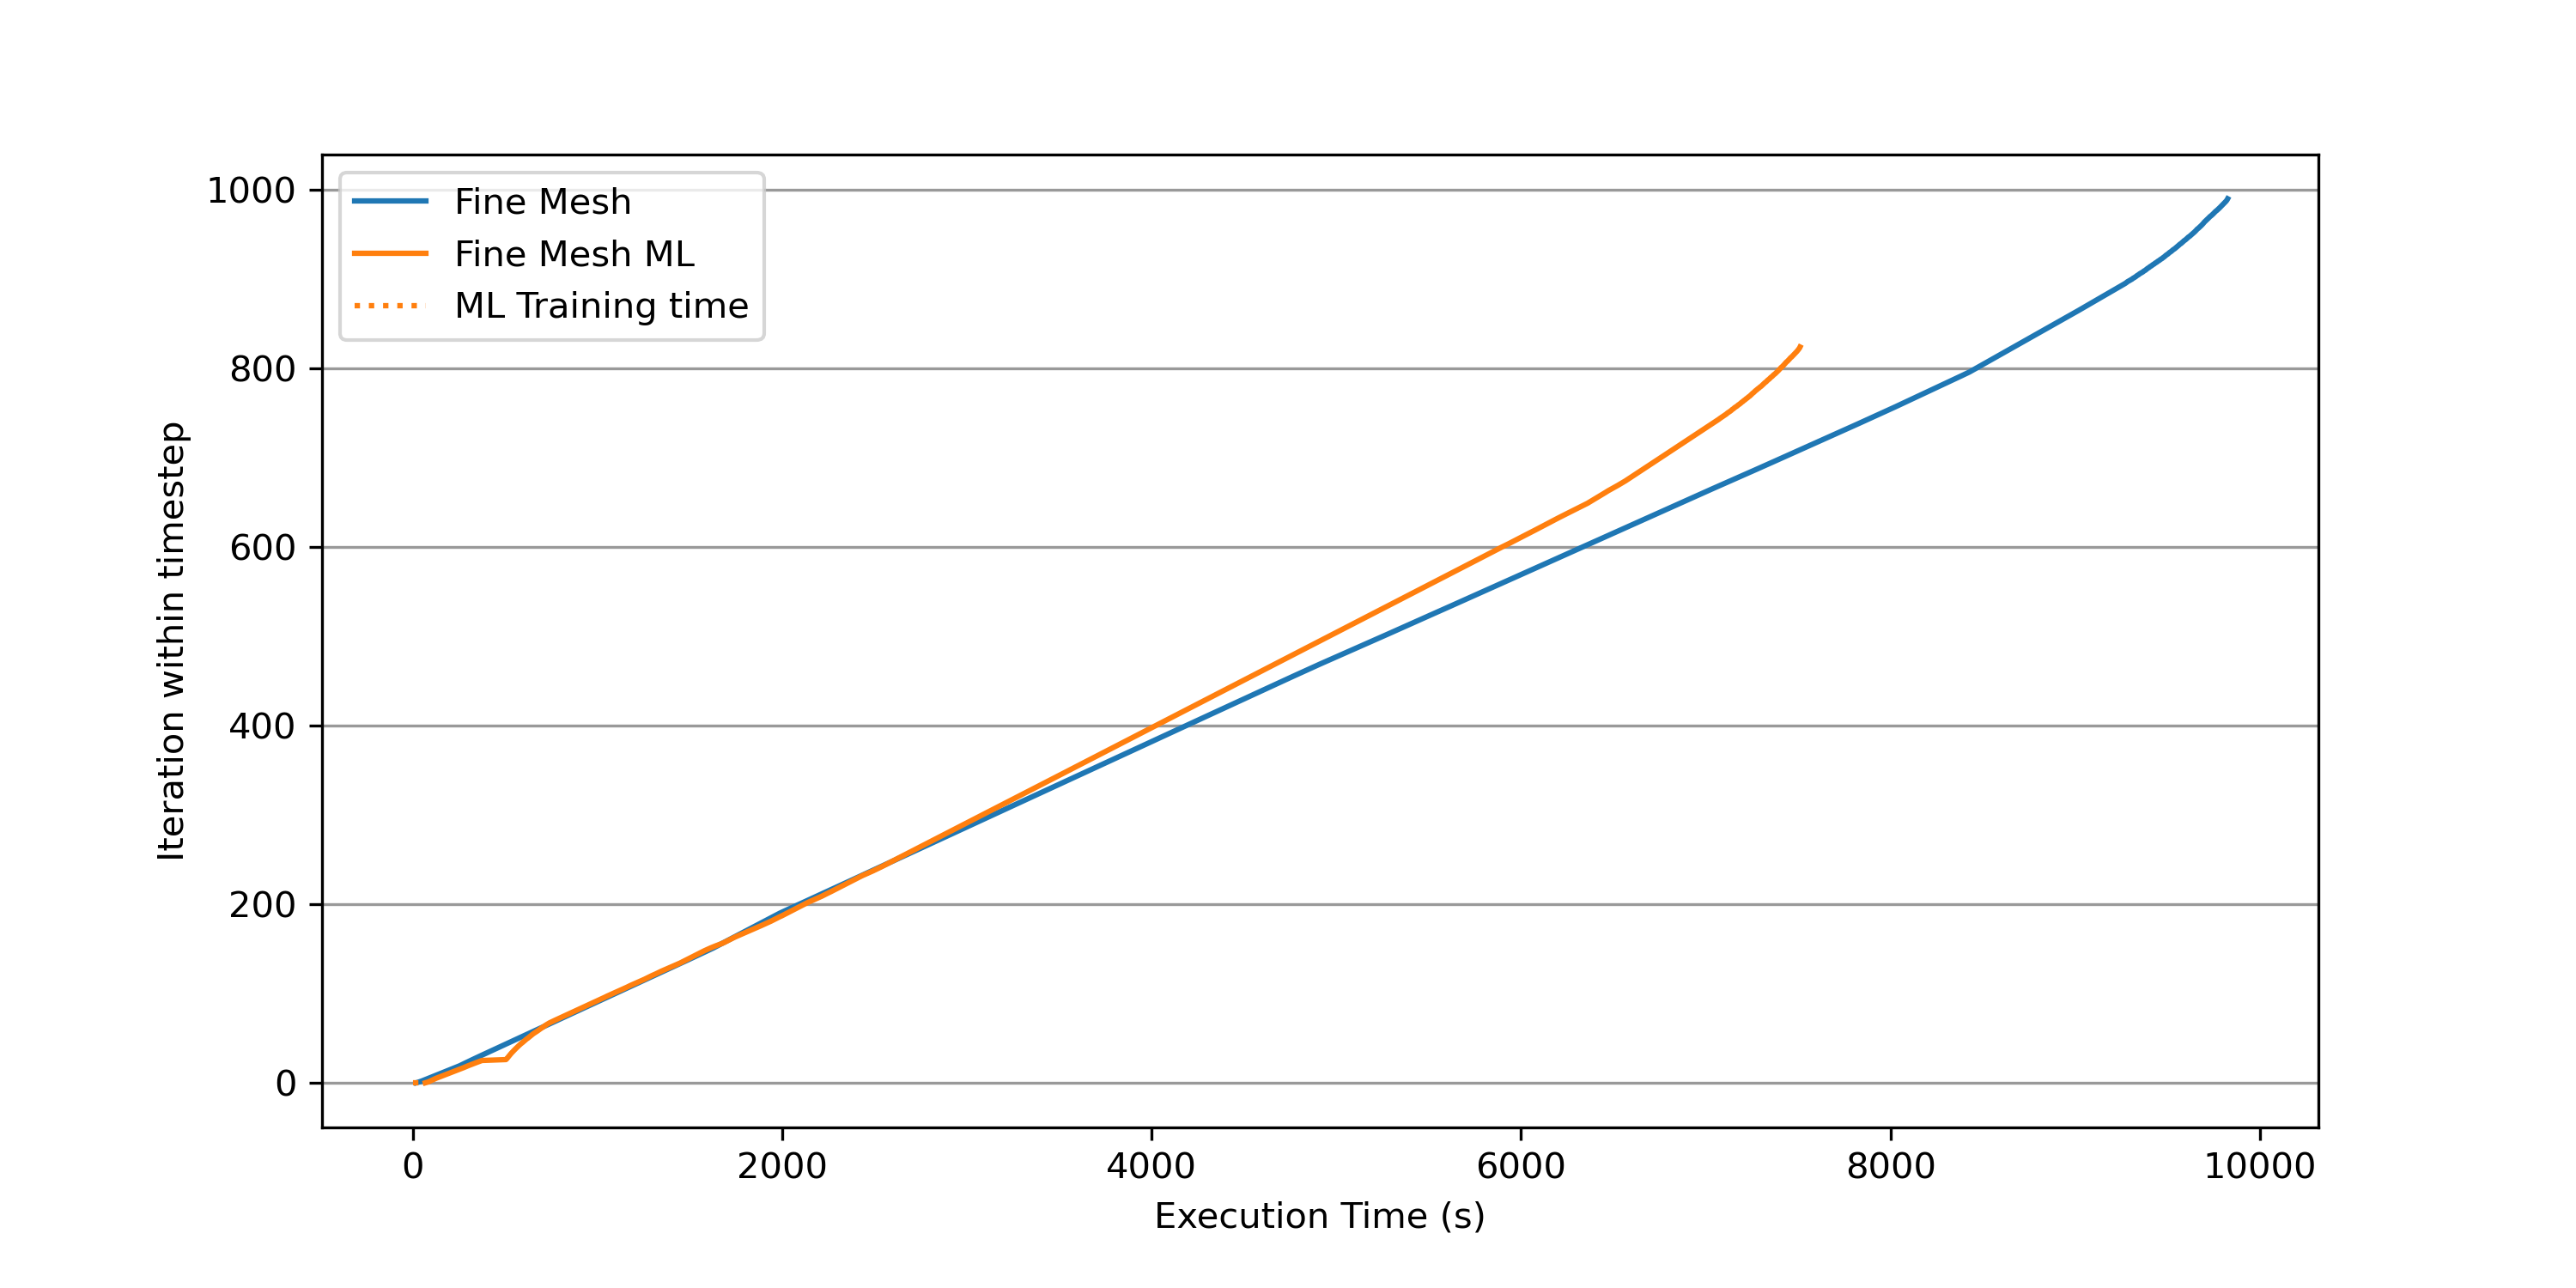 Fine Mesh
Fine Mesh ML
ML Training time
1000
800
600
400
200
0
Iteration within timestep
0 2000 4000 6000 8000 10000
Execution Time (s)